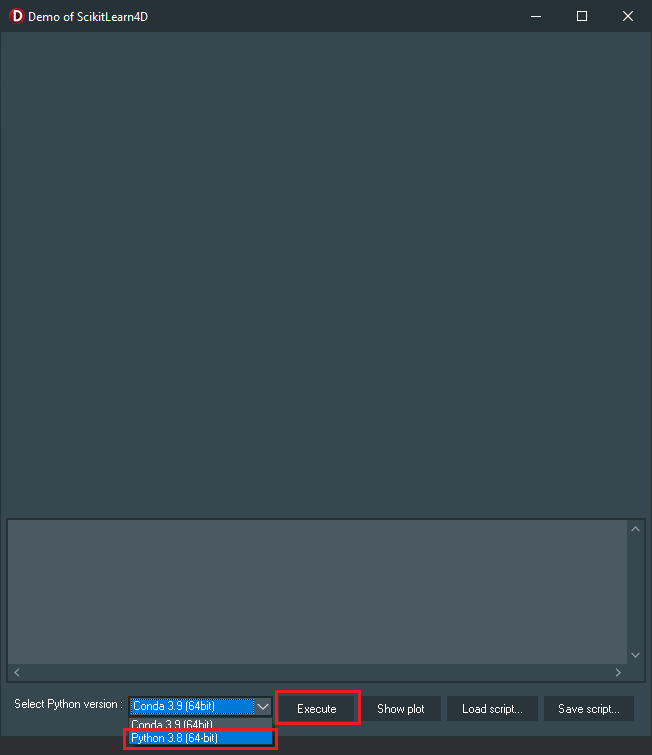 D Demo of ScikitLearn4D
Select Python version : Conda 3.9 (64bit) Execute Show plot Load script... Save script...
Conda 3.9 (64bit)
Python 3.8 (64-bit)